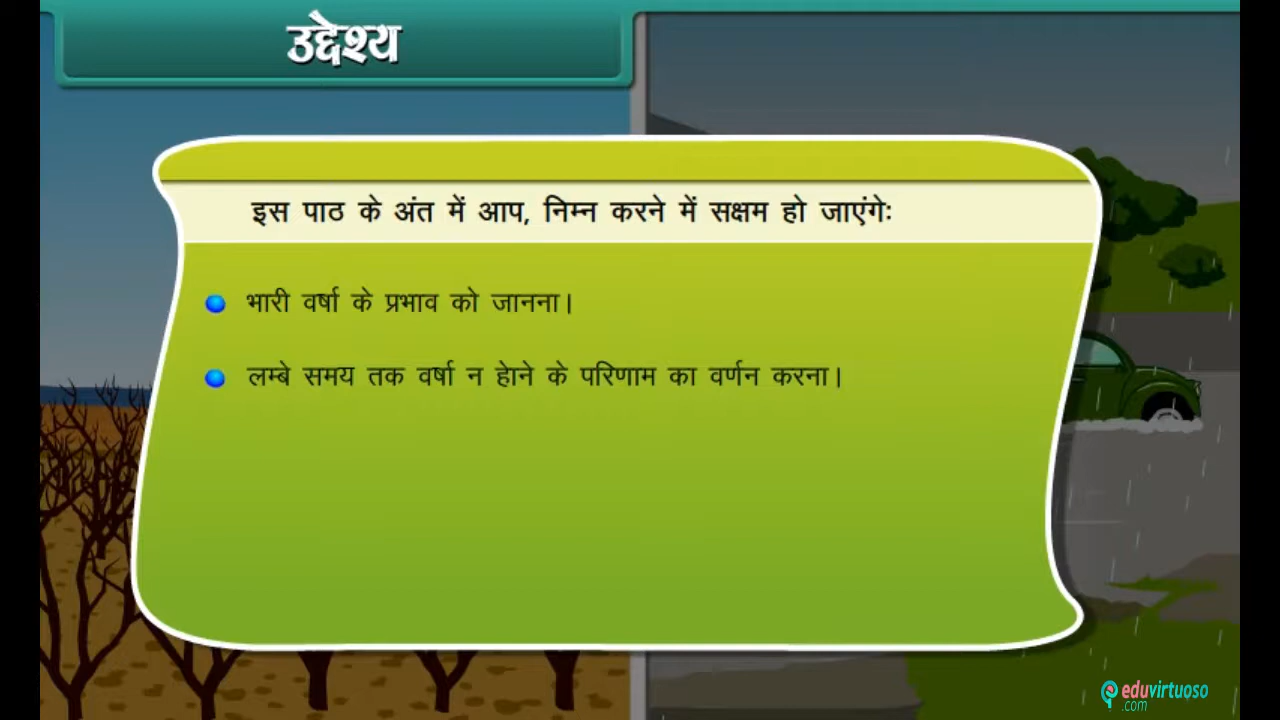 उद्देश्य
इस पाठ के अंत में आप, निम्न करने में सक्षम हो जाएंगेः
भारी वर्षा के प्रभाव को जानना।
लम्बे समय तक वर्षा न हेाने के परिणाम का वर्णन करना।
eduvirtuoso
.com